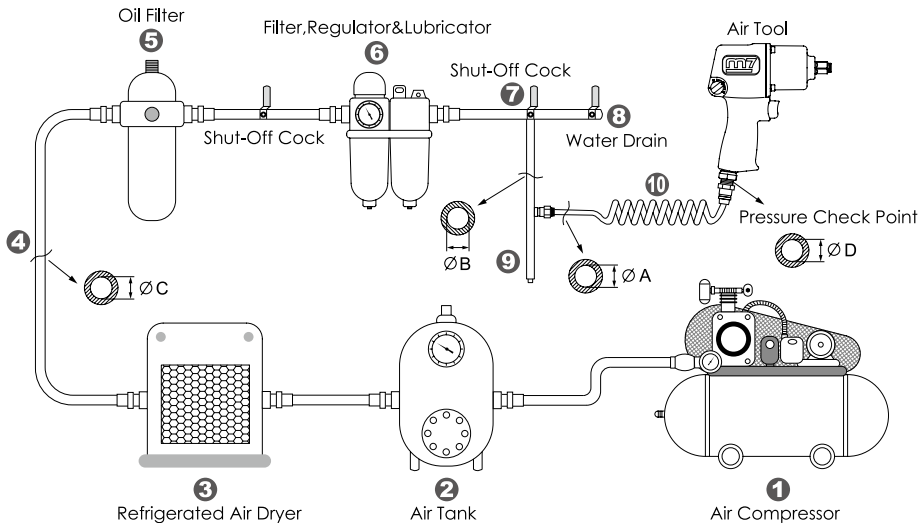 Oil Filter
5
Filter,Regulator&Lubricator
6
Air Tool
m7
Shut-Off Cock
7
8
Shut-Off Cock
Water Drain
10
Pressure Check Point
4
ØB
9
ØA
ØD
ØC
3
Refrigerated Air Dryer
2
Air Tank
1
Air Compressor